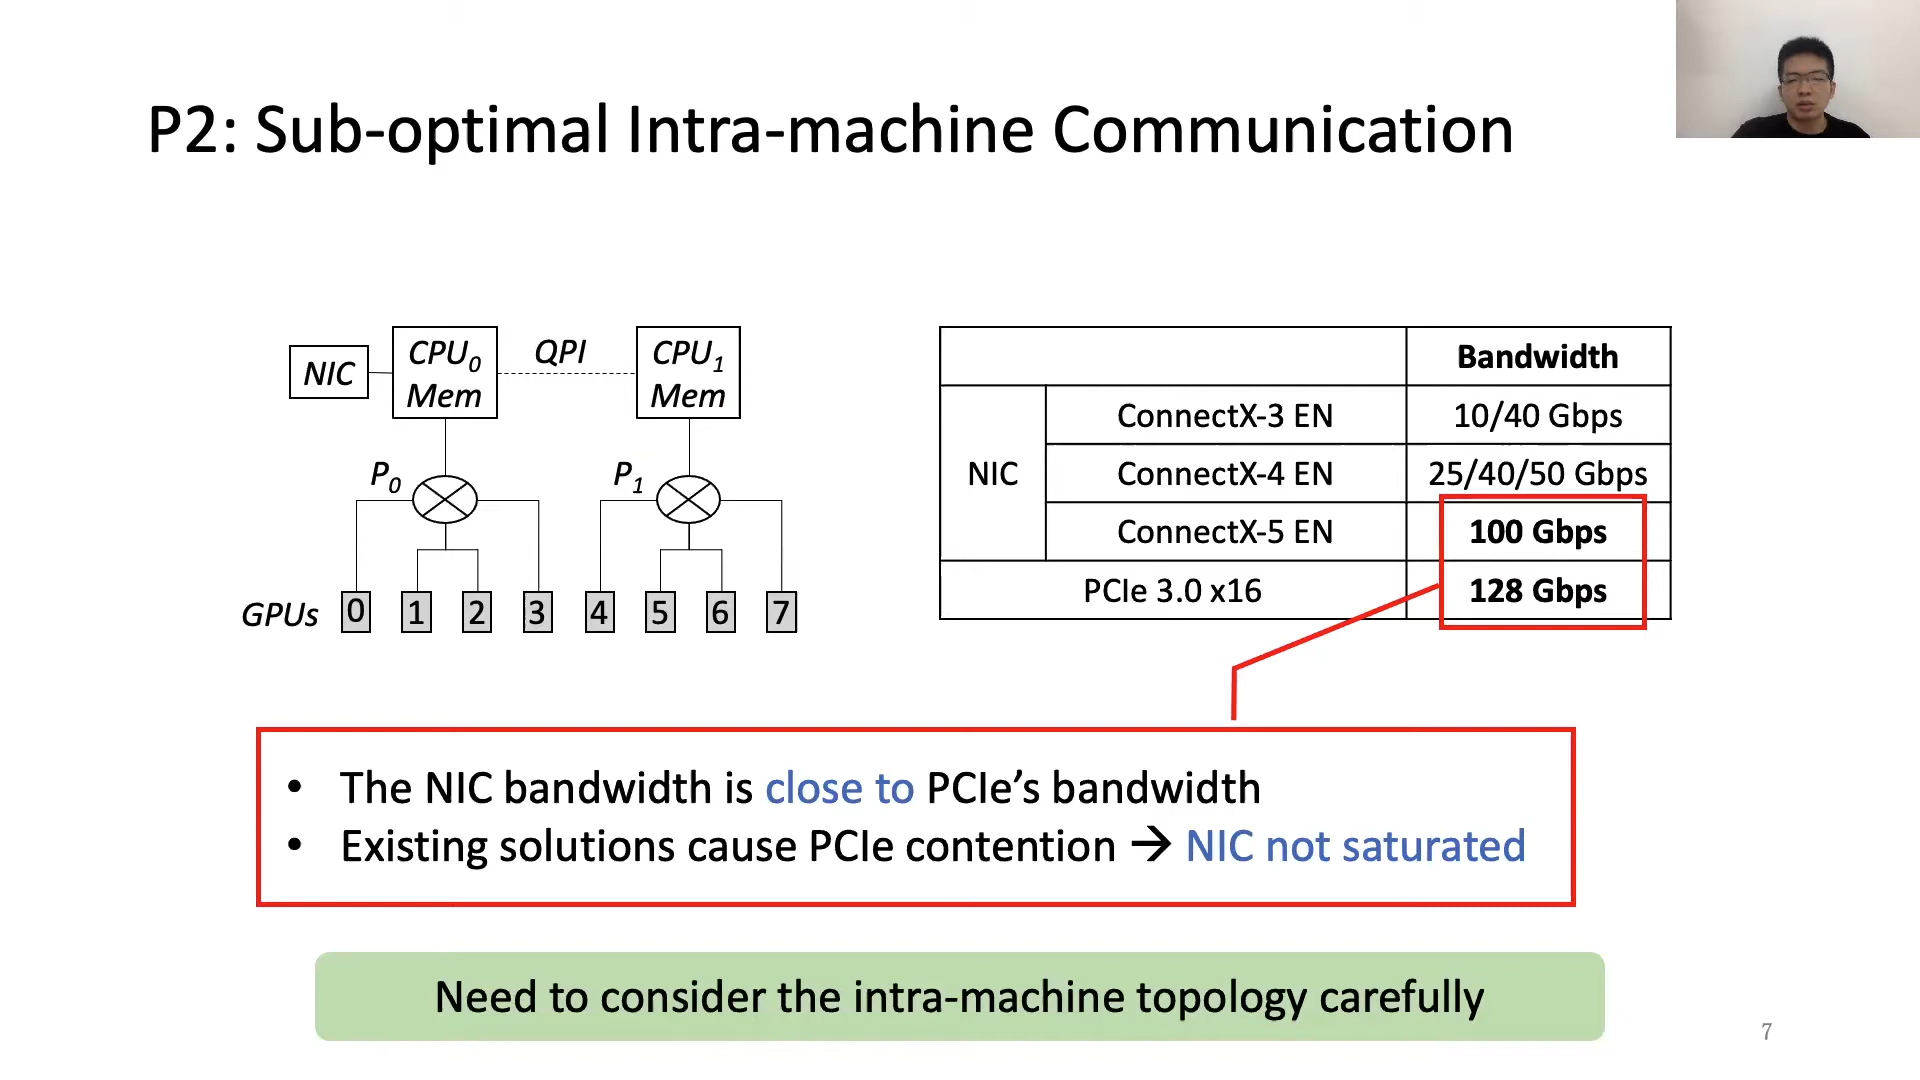 P2: Sub-optimal Intra-machine Communication
NIC
CPU0
Mem
QPI
CPU1
Mem
P0
P1
GPUs 0 1 2 3 4 5 6 7
Bandwidth
NIC
ConnectX-3 EN 10/40 Gbps
ConnectX-4 EN 25/40/50 Gbps
ConnectX-5 EN 100 Gbps
PCIe 3.0 x16 128 Gbps
• The NIC bandwidth is close to PCIe’s bandwidth
• Existing solutions cause PCIe contention → NIC not saturated
Need to consider the intra-machine topology carefully
7